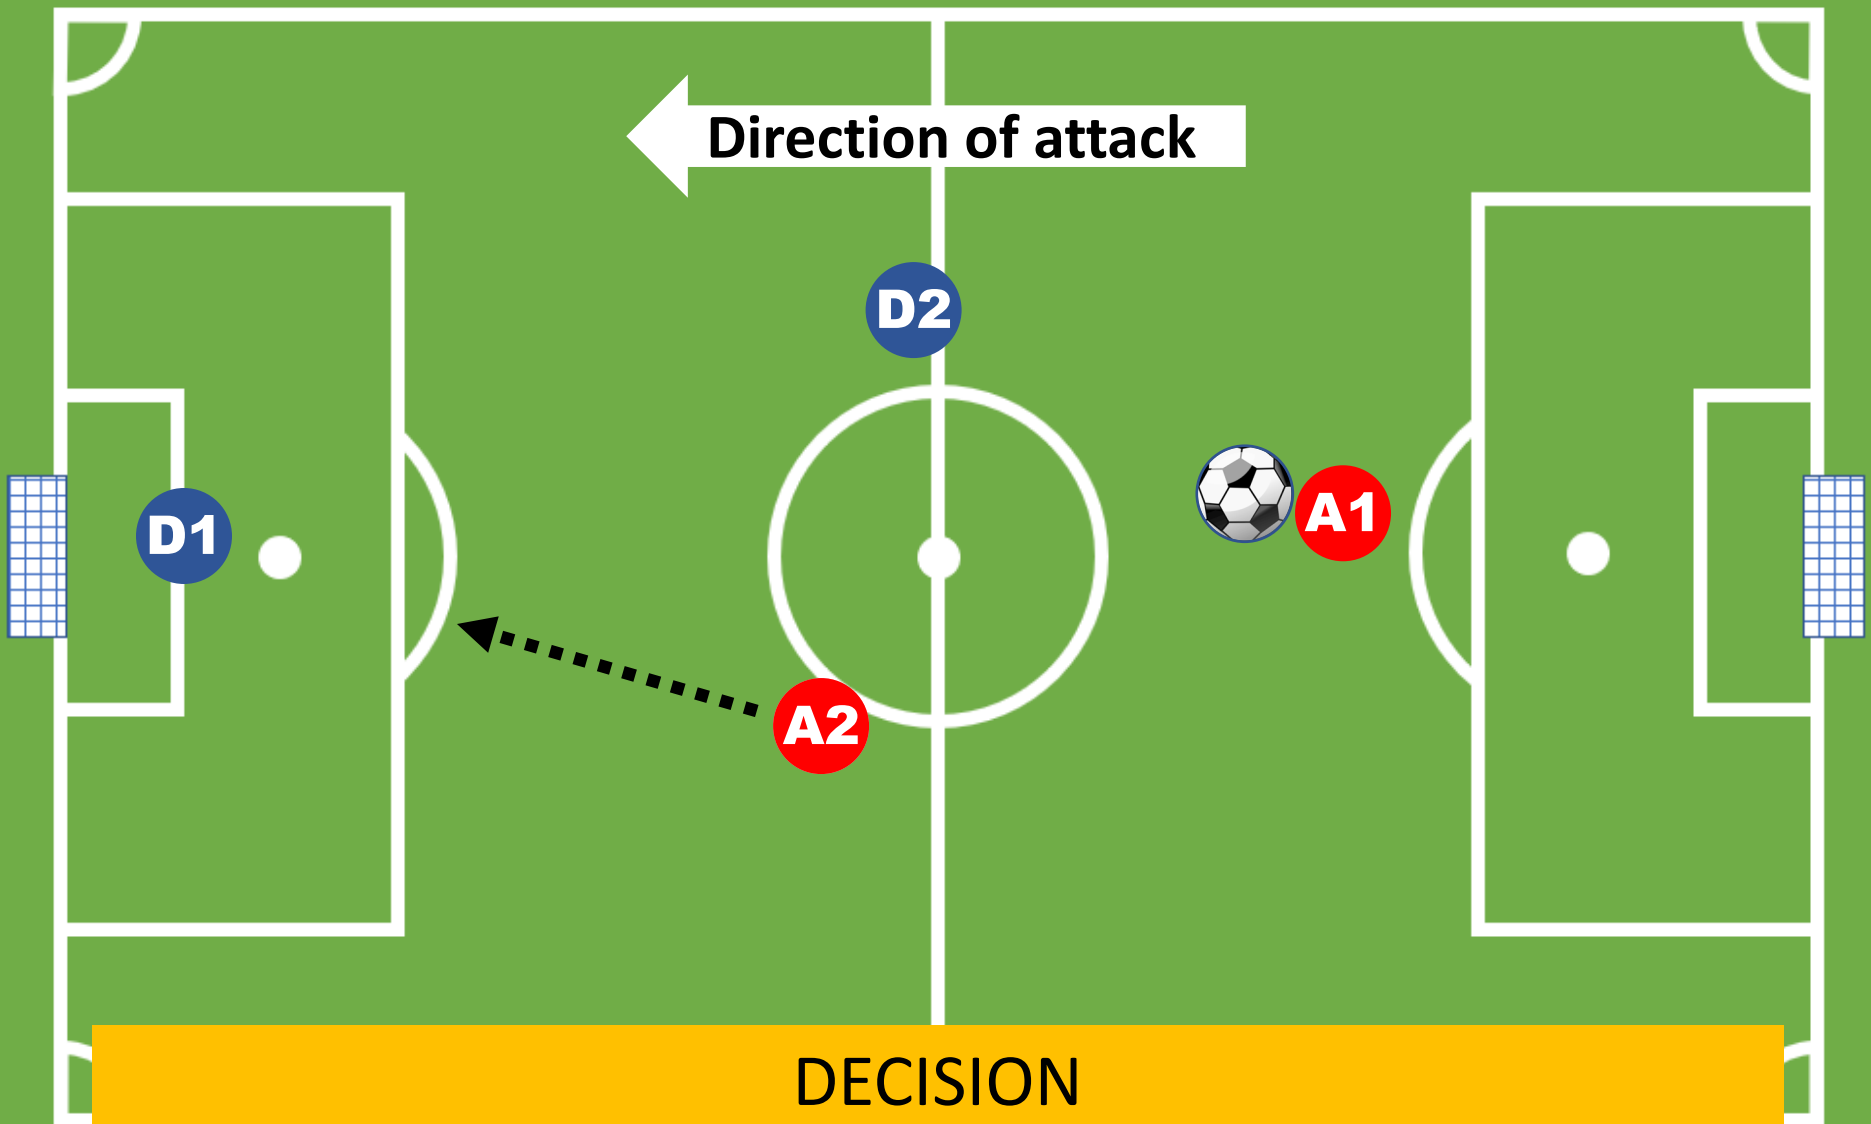 Direction of attack
D2
A1
D1
A2
DECISION